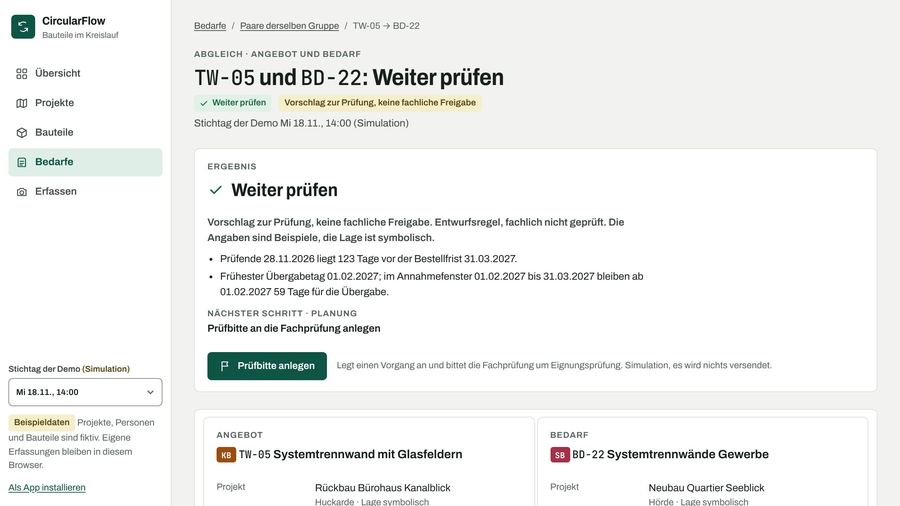 CircularFlow
Bauteile im Kreislauf
Übersicht
Projekte
Bauteile
Bedarfe
Erfassen
Stichtag der Demo (Simulation)
Mi 18.11., 14:00
Beispieldaten Projekte, Personen
und Bauteile sind fiktiv. Eigene
Erfassungen bleiben in diesem
Browser.
Als App installieren
Bedarfe / Paare derselben Gruppe / TW-05 → BD-22
ABGLEICH · ANGEBOT UND BEDARF
TW-05 und BD-22: Weiter prüfen
Weiter prüfen Vorschlag zur Prüfung, keine fachliche Freigabe
Stichtag der Demo Mi 18.11., 14:00 (Simulation)
ERGEBNIS
Weiter prüfen
Vorschlag zur Prüfung, keine fachliche Freigabe. Entwurfsregel, fachlich nicht geprüft. Die
Angaben sind Beispiele, die Lage ist symbolisch.
• Prüfende 28.11.2026 liegt 123 Tage vor der Bestellfrist 31.03.2027.
• Frühester Übergabetag 01.02.2027; im Annahmefenster 01.02.2027 bis 31.03.2027 bleiben ab
01.02.2027 59 Tage für die Übergabe.
NÄCHSTER SCHRITT · PLANUNG
Prüfbitte an die Fachprüfung anlegen
Prüfbitte anlegen Legt einen Vorgang an und bittet die Fachprüfung um Eignungsprüfung. Simulation, es wird nichts versendet.
ANGEBOT
KB TW-05 Systemtrennwand mit Glasfeldern
Projekt Rückbau Bürohaus Kanalblick
Huckarde · Lage symbolisch
BEDARF
SB BD-22 Systemtrennwände Gewerbe
Projekt Neubau Quartier Seeblick
Hörde · Lage symbolisch